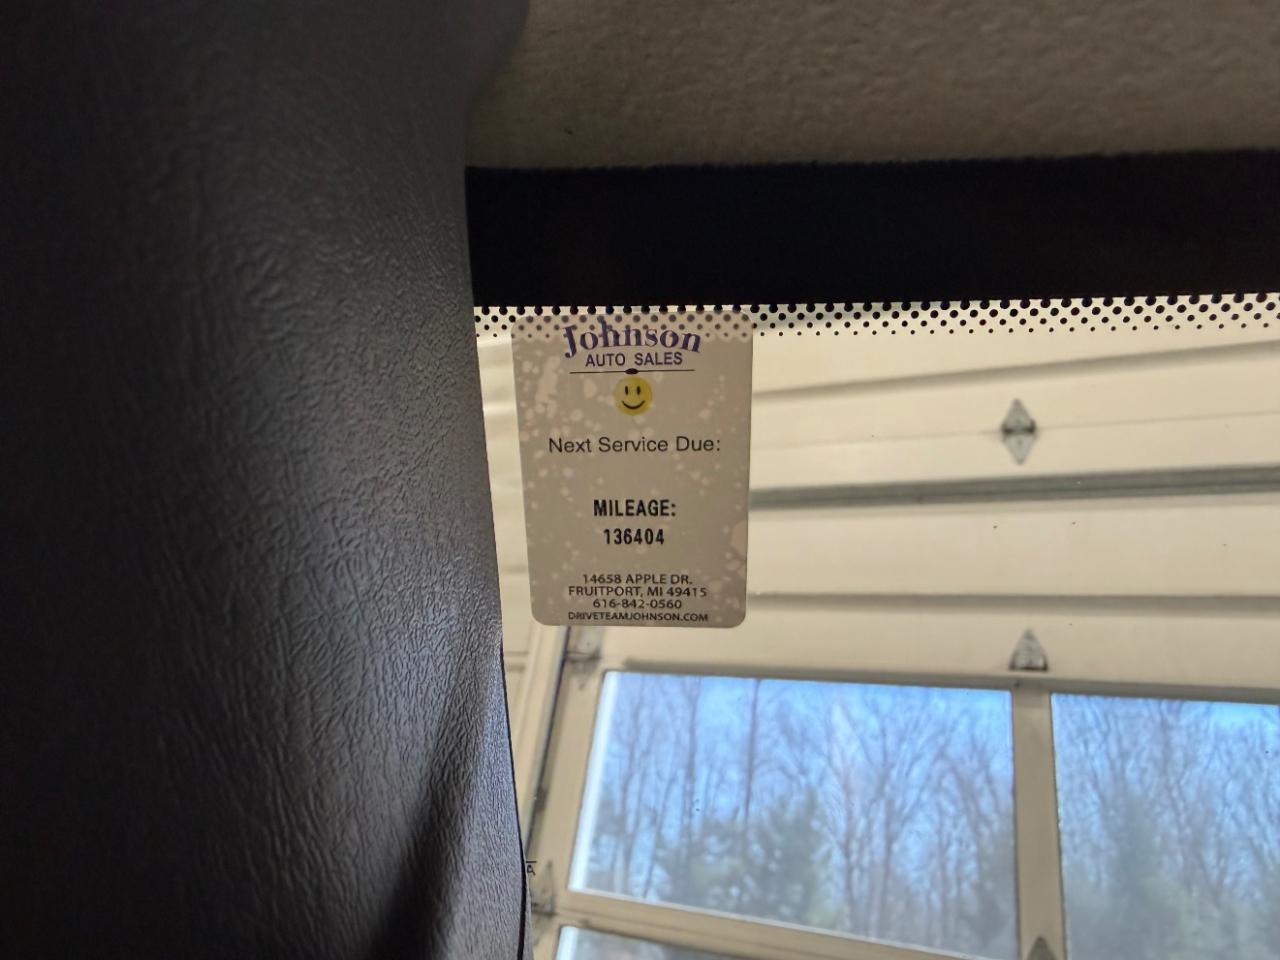 Johnson
AUTO SALES
Next Service Due:
MILEAGE:
136404
14658 APPLE DR.
FRUITPORT, MI 49415
616-842-0560
DRIVETEAMJOHNSON.COM